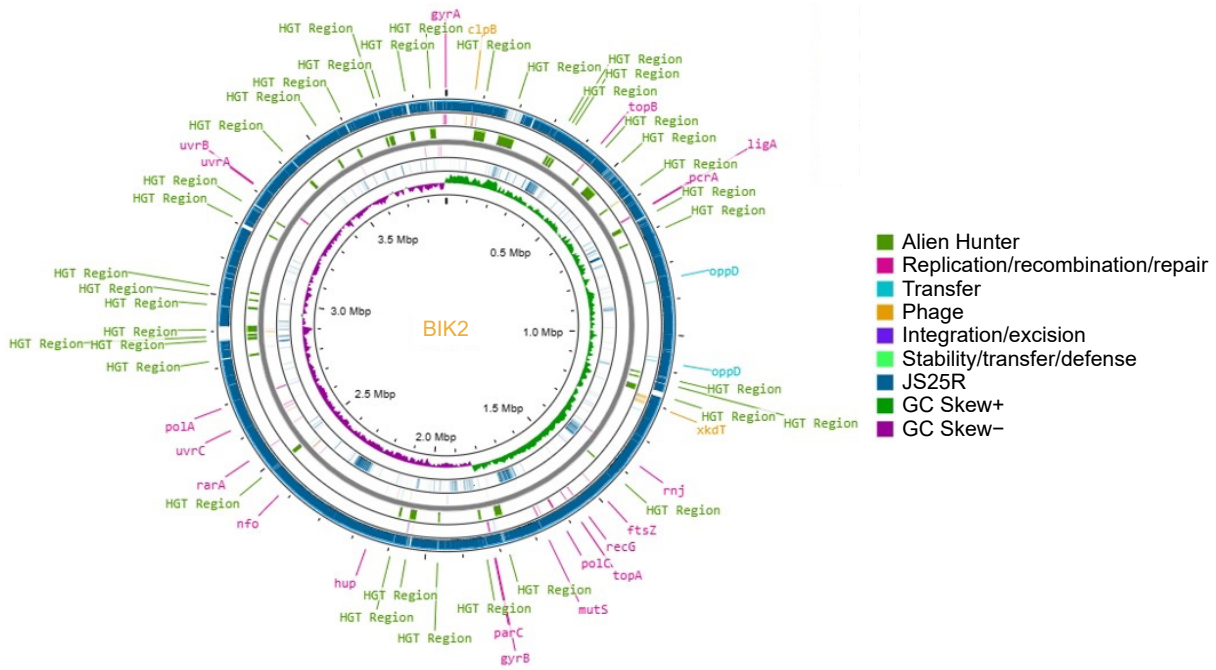 gyrA
HGT Region
HGT Region
clpB
HGT Region
HGT Region
HGT Region
HGT Region
HGT Region
HGT Region
HGT Region
HGT Region
HGT Region
topB
HGT Region
HGT Region
HGT Region
uvrB
ligA
uvrA
HGT Region
pcrA
HGT Region
HGT Region
HGT Region
HGT Region
3.5 Mbp
0.5 Mbp
oppD
HGT Region
HGT Region
HGT Region
3.0 Mbp
BIK2
1.0 Mbp
HGT Region
HGT Region
HGT Region
HGT Region
oppD
HGT Region
2.5 Mbp
1.5 Mbp
HGT Region
HGT Region
polA
xkdT
2.0 Mbp
uvrC
rarA
rnj
HGT Region
HGT Region
nfo
ftsZ
recG
polC
topA
hup
HGT Region
HGT Region
mutS
HGT Region
HGT Region
parC
HGT Region
gyrB
Alien Hunter
Replication/recombination/repair
Transfer
Phage
Integration/excision
Stability/transfer/defense
JS25R
GC Skew+
GC Skew−